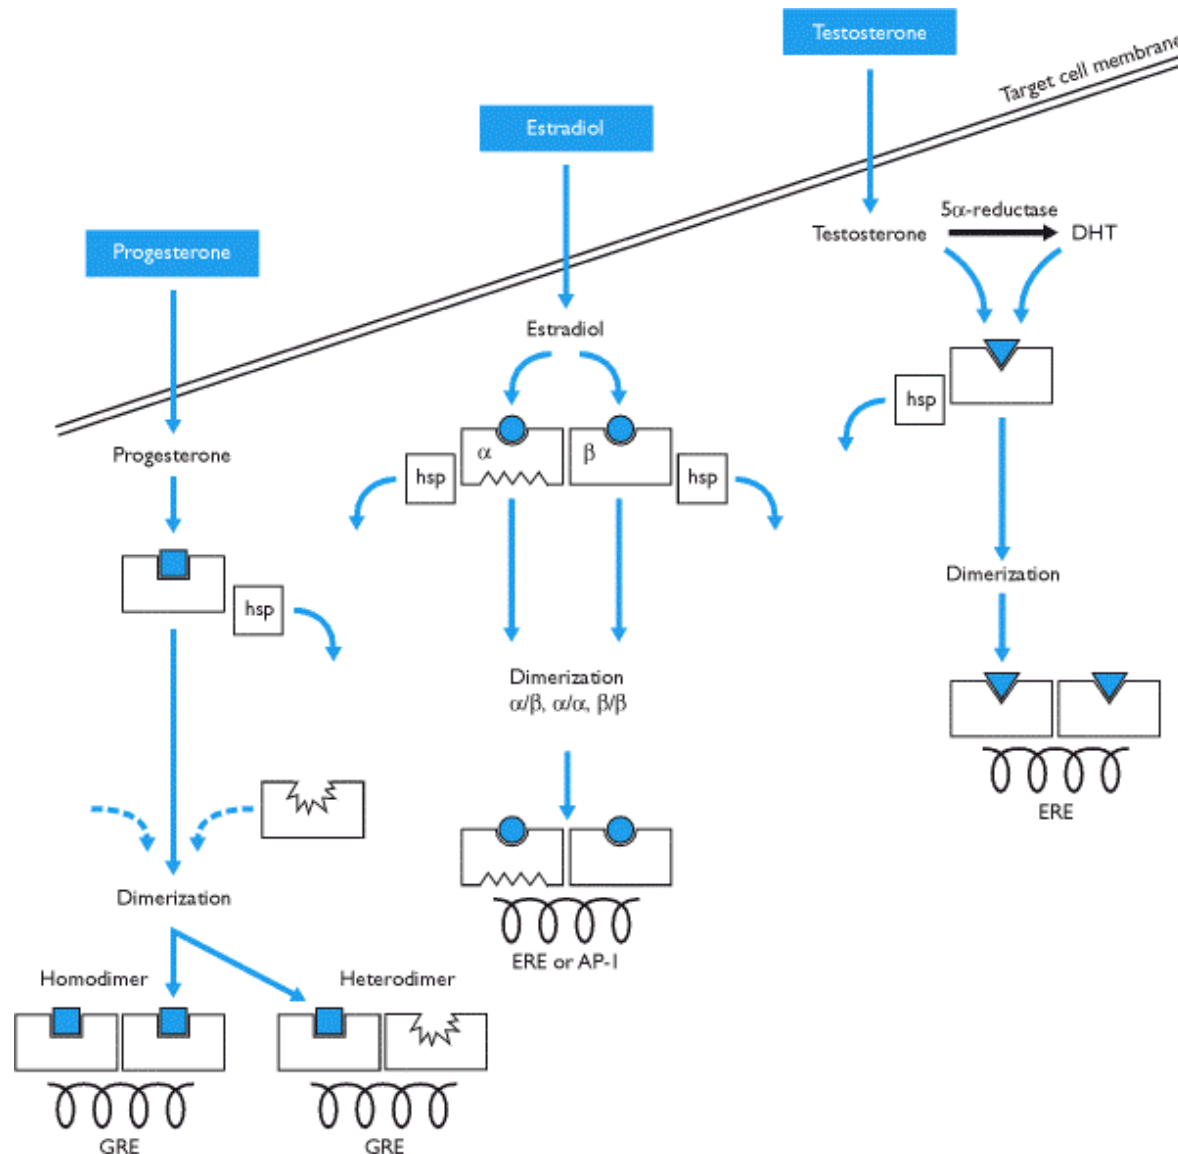 Testosterone
Target cell membrane
Estradiol
5α-reductase
Testosterone
DHT
Progesterone
Estradiol
hsp
α
β
Progesterone
hsp
hsp
Dimerization
hsp
Dimerization
α/β, α/α, β/β
ERE
Dimerization
ERE or AP-1
Homodimer
Heterodimer
GRE
GRE